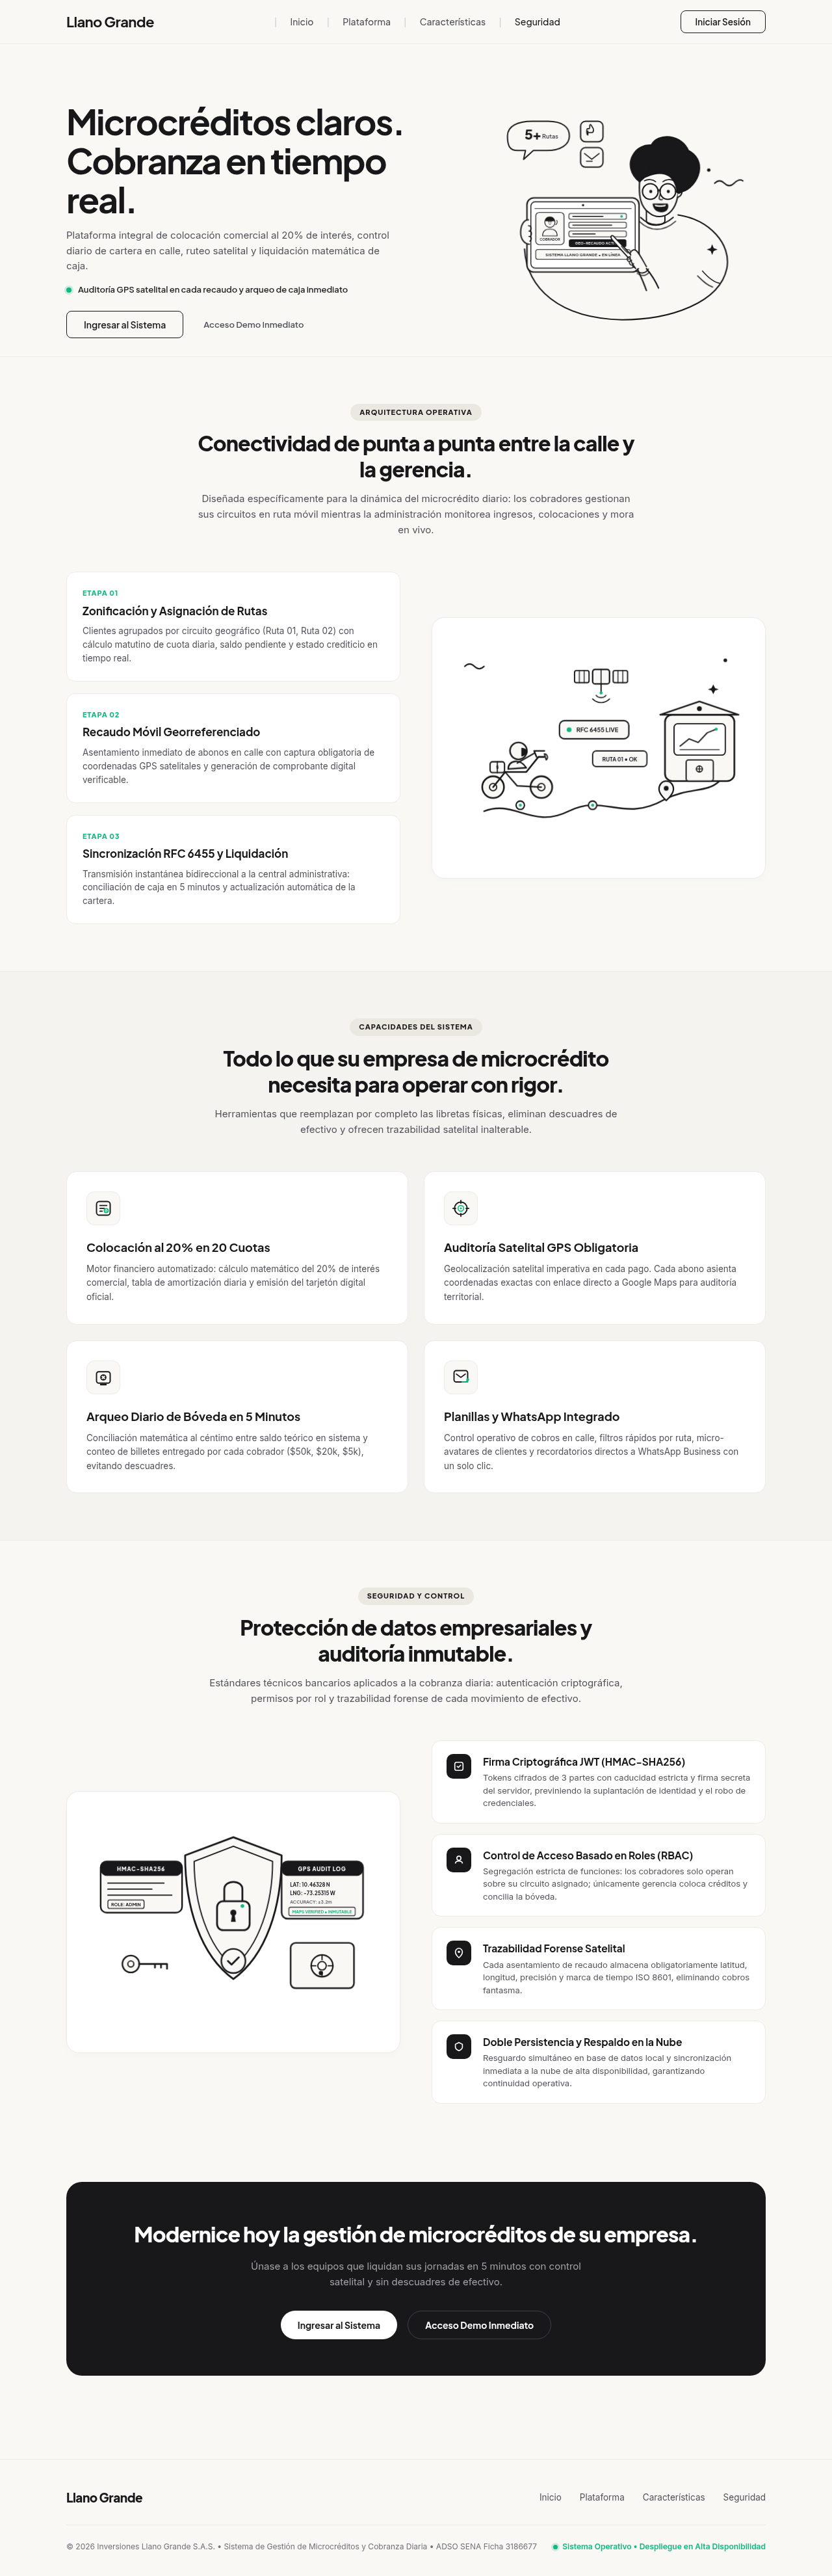 Llano Grande
Inicio
Plataforma
Características
Seguridad
Iniciar Sesión
Microcréditos claros.
Cobranza en tiempo
real.
Plataforma integral de colocación comercial al 20% de interés, control
diario de cartera en calle, ruteo satelital y liquidación matemática de
caja.
Auditoría GPS satelital en cada recaudo y arqueo de caja inmediato
Ingresar al Sistema
Acceso Demo Inmediato
5+ Rutas
COBRADOR
SISTEMA LLANO GRANDE • EN LÍNEA
ARQUITECTURA OPERATIVA
Conectividad de punta a punta entre la calle y
la gerencia.
Diseñada específicamente para la dinámica del microcrédito diario: los cobradores gestionan
sus circuitos en ruta móvil mientras la administración monitorea ingresos, colocaciones y mora
en vivo.
ETAPA 01
Zonificación y Asignación de Rutas
Clientes agrupados por circuito geográfico (Ruta 01, Ruta 02) con
cálculo matutino de cuota diaria, saldo pendiente y estado crediticio en
tiempo real.
ETAPA 02
Recaudo Móvil Georreferenciado
Asentamiento inmediato de abonos en calle con captura obligatoria de
coordenadas GPS satelitales y generación de comprobante digital
verificable.
ETAPA 03
Sincronización RFC 6455 y Liquidación
Transmisión instantánea bidireccional a la central administrativa:
conciliación de caja en 5 minutos y actualización automática de la
cartera.
RFC 6455 LIVE
RUTA 01 • OK
CAPACIDADES DEL SISTEMA
Todo lo que su empresa de microcrédito
necesita para operar con rigor.
Herramientas que reemplazan por completo las libretas físicas, eliminan descuadres de
efectivo y ofrecen trazabilidad satelital inalterable.
Colocación al 20% en 20 Cuotas
Motor financiero automatizado: cálculo matemático del 20% de interés
comercial, tabla de amortización diaria y emisión del tarjetón digital
oficial.
Auditoría Satelital GPS Obligatoria
Geolocalización satelital imperativa en cada pago. Cada abono asienta
coordenadas exactas con enlace directo a Google Maps para auditoría
territorial.
Arqueo Diario de Bóveda en 5 Minutos
Conciliación matemática al céntimo entre saldo teórico en sistema y
conteo de billetes entregado por cada cobrador ($50k, $20k, $5k),
evitando descuadres.
Planillas y WhatsApp Integrado
Control operativo de cobros en calle, filtros rápidos por ruta, micro-
avatares de clientes y recordatorios directos a WhatsApp Business con
un solo clic.
SEGURIDAD Y CONTROL
Protección de datos empresariales y
auditoría inmutable.
Estándares técnicos bancarios aplicados a la cobranza diaria: autenticación criptográfica,
permisos por rol y trazabilidad forense de cada movimiento de efectivo.
HMAC-SHA256
ROLE: ADMIN
GPS AUDIT LOG
LAT: 10.46328 N
LNG: -73.25315 W
ACCURACY: ±3.2m
MAPS VERIFIED • INMUTABLE
Firma Criptográfica JWT (HMAC-SHA256)
Tokens cifrados de 3 partes con caducidad estricta y firma secreta
del servidor, previniendo la suplantación de identidad y el robo de
credenciales.
Control de Acceso Basado en Roles (RBAC)
Segregación estricta de funciones: los cobradores solo operan
sobre su circuito asignado; únicamente gerencia coloca créditos y
concilia la bóveda.
Trazabilidad Forense Satelital
Cada asentamiento de recaudo almacena obligatoriamente latitud,
longitud, precisión y marca de tiempo ISO 8601, eliminando cobros
fantasma.
Doble Persistencia y Respaldo en la Nube
Resguardo simultáneo en base de datos local y sincronización
inmediata a la nube de alta disponibilidad, garantizando
continuidad operativa.
Modernice hoy la gestión de microcréditos de su empresa.
Únase a los equipos que liquidan sus jornadas en 5 minutos con control
satelital y sin descuadres de efectivo.
Ingresar al Sistema
Acceso Demo Inmediato
Llano Grande
Inicio
Plataforma
Características
Seguridad
© 2026 Inversiones Llano Grande S.A.S. • Sistema de Gestión de Microcréditos y Cobranza Diaria • ADSO SENA Ficha 3186677
Sistema Operativo • Despliegue en Alta Disponibilidad